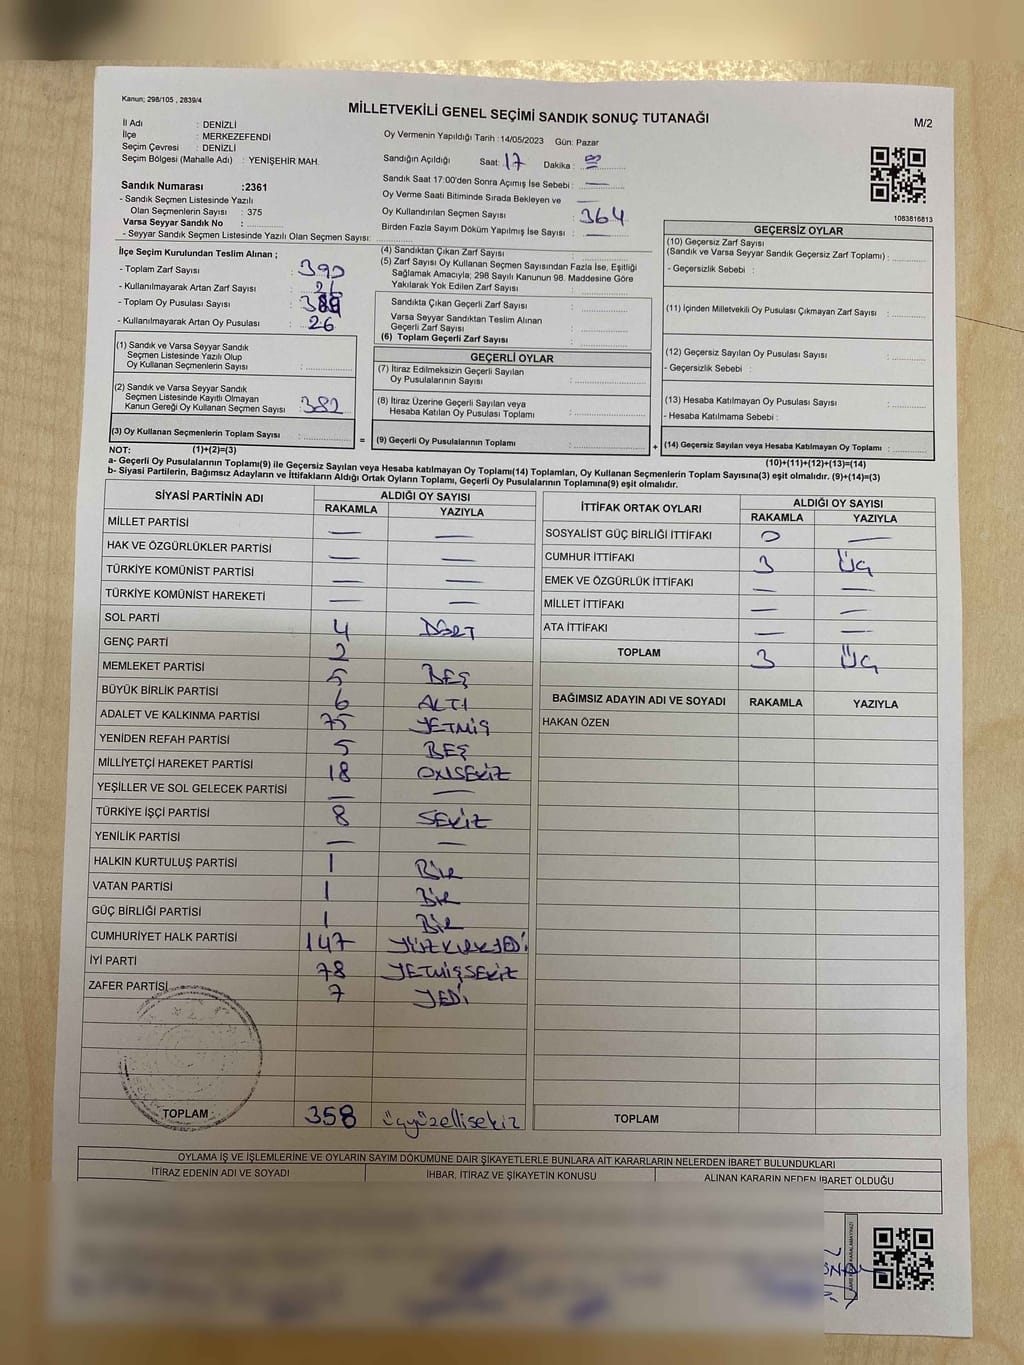 Kanun; 298/105 , 2839/4
MİLLETVEKİLİ GENEL SEÇİMİ SANDIK SONUÇ TUTANAĞI
M/2
İl Adı : DENİZLİ
İlçe : MERKEZEFENDİ
Seçim Çevresi : DENİZLİ
Seçim Bölgesi (Mahalle Adı) : YENİŞEHİR MAH.
Oy Vermenin Yapıldığı Tarih : 14/05/2023 Gün: Pazar
Sandığın Açıldığı Saat: 17 Dakika :
Sandık Saat 17:00'den Sonra Açımış İse Sebebi : —
Oy Verme Saati Bitiminde Sırada Bekleyen ve
Oy Kullandırılan Seçmen Sayısı : 364
Birden Fazla Sayım Döküm Yapılmış İse Sayısı : —
1063816813
Sandık Numarası :2361
- Sandık Seçmen Listesinde Yazılı
Olan Seçmenlerin Sayısı : 375
Varsa Seyyar Sandık No :
- Seyyar Sandık Seçmen Listesinde Yazılı Olan Seçmen Sayısı:
İlçe Seçim Kurulundan Teslim Alınan ;
- Toplam Zarf Sayısı : 390
- Kullanılmayarak Artan Zarf Sayısı :
- Toplam Oy Pusulası Sayısı :
- Kullanılmayarak Artan Oy Pusulası : 26
(1) Sandık ve Varsa Seyyar Sandık
Seçmen Listesinde Yazılı Olup
Oy Kullanan Seçmenlerin Sayısı :
(2) Sandık ve Varsa Seyyar Sandık
Seçmen Listesinde Kayıtlı Olmayan
Kanun Gereği Oy Kullanan Seçmen Sayısı : 382
(3) Oy Kullanan Seçmenlerin Toplam Sayısı :
(1)+(2)=(3)
(4) Sandıktan Çıkan Zarf Sayısı :
(5) Zarf Sayısı Oy Kullanan Seçmen Sayısından Fazla İse, Eşitliği
Sağlamak Amacıyla; 298 Sayılı Kanunun 98. Maddesine Göre
Yakılarak Yok Edilen Zarf Sayısı :
Sandıkta Çıkan Geçerli Zarf Sayısı :
Varsa Seyyar Sandıktan Teslim Alınan
Geçerli Zarf Sayısı :
(6) Toplam Geçerli Zarf Sayısı :
GEÇERLİ OYLAR
(7) İtiraz Edilmeksizin Geçerli Sayılan
Oy Pusulalarının Sayısı :
(8) İtiraz Üzerine Geçerli Sayılan veya
Hesaba Katılan Oy Pusulası Toplamı :
= (9) Geçerli Oy Pusulalarının Toplamı :
GEÇERSİZ OYLAR
(10) Geçersiz Zarf Sayısı
(Sandık ve Varsa Seyyar Sandık Geçersiz Zarf Toplamı) :
- Geçersizlik Sebebi :
(11) İçinden Milletvekili Oy Pusulası Çıkmayan Zarf Sayısı :
(12) Geçersiz Sayılan Oy Pusulası Sayısı :
- Geçersizlik Sebebi :
(13) Hesaba Katılmayan Oy Pusulası Sayısı :
- Hesaba Katılmama Sebebi :
+ (14) Geçersiz Sayılan veya Hesaba Katılmayan Oy Toplamı :
(10)+(11)+(12)+(13)=(14)
NOT:
a- Geçerli Oy Pusulalarının Toplamı(9) ile Geçersiz Sayılan veya Hesaba katılmayan Oy Toplamı(14) Toplamları, Oy Kullanan Seçmenlerin Toplam Sayısına(3) eşit olmalıdır. (9)+(14)=(3)
b- Siyasi Partilerin, Bağımsız Adayların ve İttifakların Aldığı Ortak Oyların Toplamı, Geçerli Oy Pusulalarının Toplamına(9) eşit olmalıdır.
SİYASİ PARTİNİN ADI ALDIĞI OY SAYISI
RAKAMLA YAZIYLA
MİLLET PARTİSİ — —
HAK VE ÖZGÜRLÜKLER PARTİSİ — —
TÜRKİYE KOMÜNİST PARTİSİ — —
TÜRKİYE KOMÜNİST HAREKETİ — —
SOL PARTİ 4 DÖRT
GENÇ PARTİ 2
MEMLEKET PARTİSİ 5 BEŞ
BÜYÜK BİRLİK PARTİSİ 6 ALTI
ADALET VE KALKINMA PARTİSİ 75 YETMİŞ
YENİDEN REFAH PARTİSİ 5 BEŞ
MİLLİYETÇİ HAREKET PARTİSİ 18 ONSEKİZ
YEŞİLLER VE SOL GELECEK PARTİSİ — —
TÜRKİYE İŞÇİ PARTİSİ 8 SEKİZ
YENİLİK PARTİSİ — —
HALKIN KURTULUŞ PARTİSİ 1 BİR
VATAN PARTİSİ 1 BİR
GÜÇ BİRLİĞİ PARTİSİ 1 BİR
CUMHURİYET HALK PARTİSİ 147 YÜZKIRKYEDİ
İYİ PARTİ 78 YETMİŞSEKİZ
ZAFER PARTİSİ 7 YEDİ
TOPLAM 358 üçyüzellisekiz
İTTİFAK ORTAK OYLARI ALDIĞI OY SAYISI
RAKAMLA YAZIYLA
SOSYALİST GÜÇ BİRLİĞİ İTTİFAKI 0 —
CUMHUR İTTİFAKI 3 ÜÇ
EMEK VE ÖZGÜRLÜK İTTİFAKI — —
MİLLET İTTİFAKI — —
ATA İTTİFAKI — —
TOPLAM 3 ÜÇ
BAĞIMSIZ ADAYIN ADI VE SOYADI RAKAMLA YAZIYLA
HAKAN ÖZEN
TOPLAM
OYLAMA İŞ VE İŞLEMLERİNE VE OYLARIN SAYIM DÖKÜMÜNE DAİR ŞİKAYETLERLE BUNLARA AİT KARARLARIN NELERDEN İBARET BULUNDUKLARI
İTİRAZ EDENİN ADI VE SOYADI İHBAR, İTİRAZ VE ŞİKAYETİN KONUSU ALINAN KARARIN NEDEN İBARET OLDUĞU